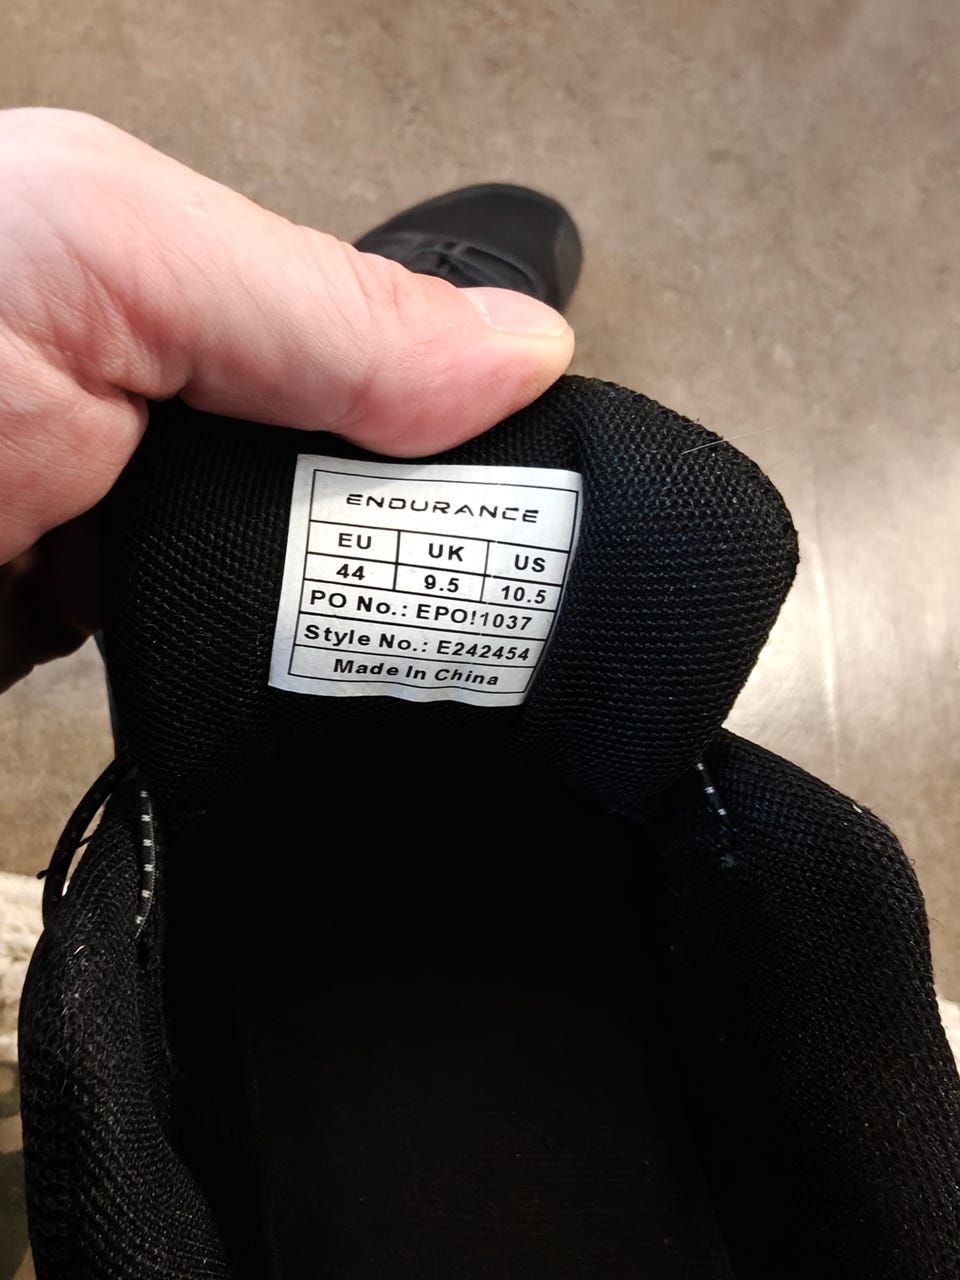 ENDURANCE
EU UK US
44 9.5 10.5
PO No.: EPO!1037
Style No.: E242454
Made In China